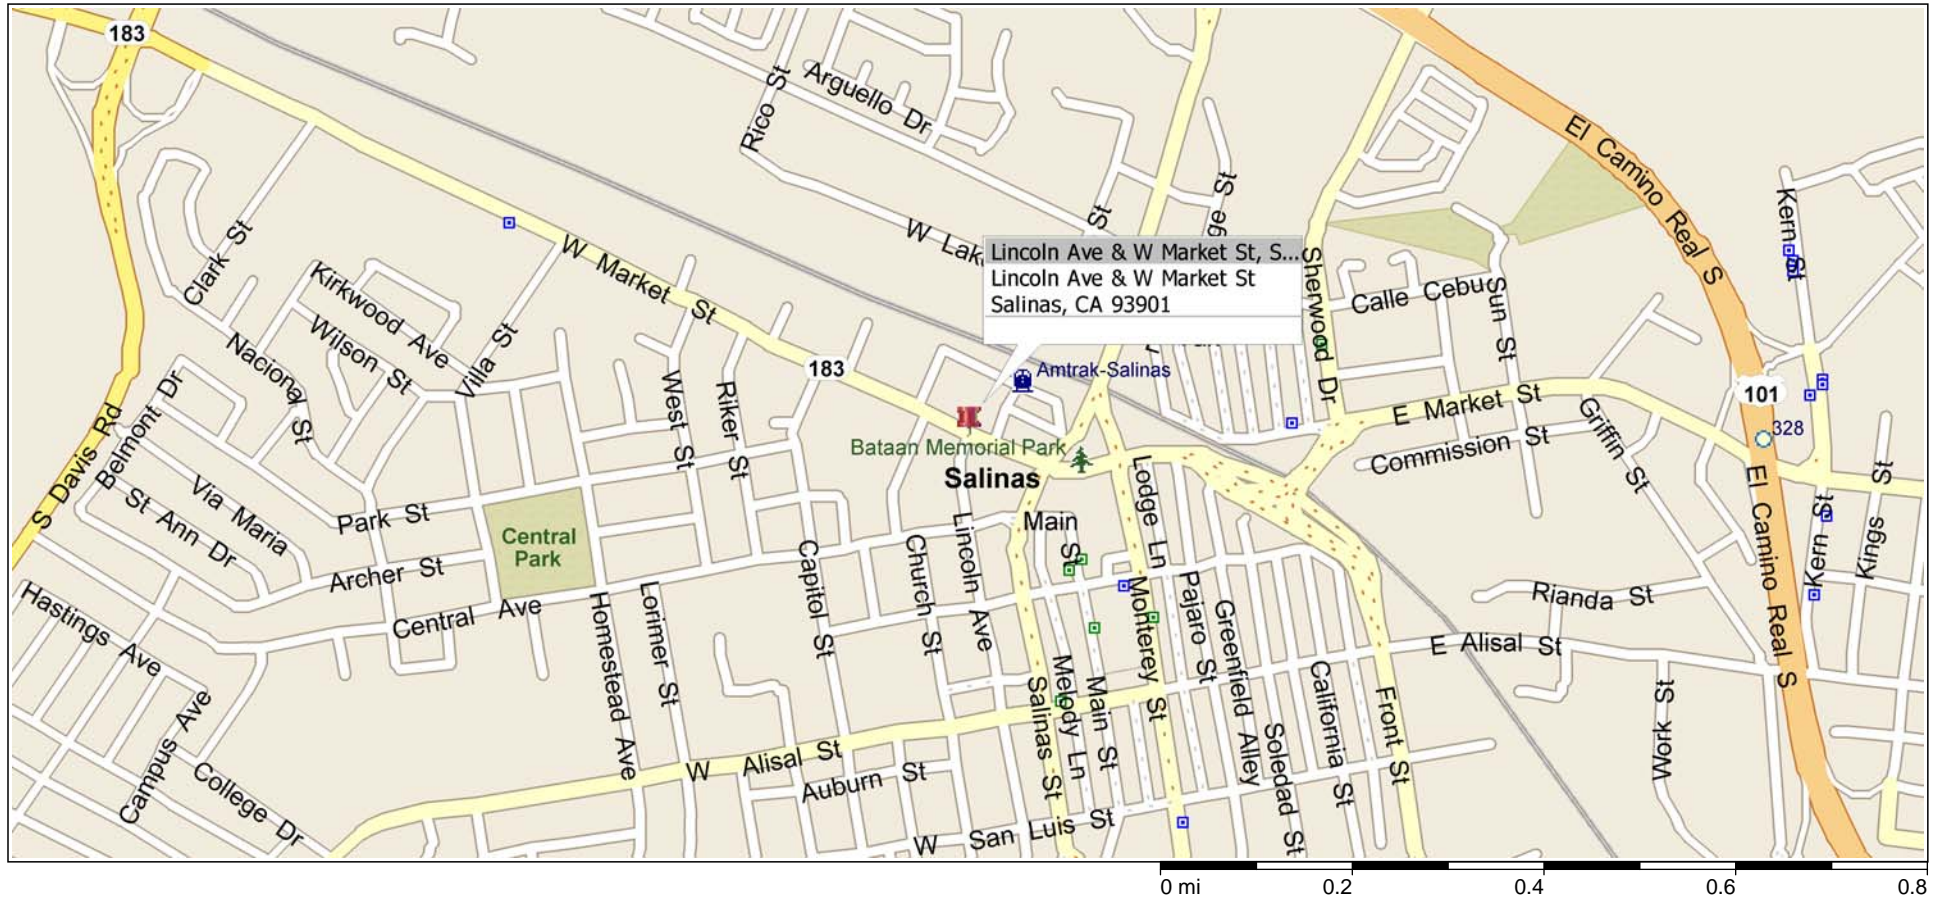 183
Arguello Dr
Rico St
El Camino Real S
St
St
Kern St
Clark St
W Market St
W Lak
Lincoln Ave & W Market St, S...
Lincoln Ave & W Market St
Salinas, CA 93901
Sherwood Dr
Calle Cebu
Sun St
Kirkwood Ave
Wilson St
Villa St
Nacional St
183
Amtrak-Salinas
101
328
E Market St
Commission St
Griffin St
Belmont Dr
S Davis Rd
West St
Riker St
Bataan Memorial Park
Salinas
Via Maria
St Ann Dr
Park St
Central
Park
Archer St
Central Ave
Main St
Lodge Ln
Lincoln Ave
Church St
Capitol St
El Camino Real S
Kern St
Kings St
Rianda St
E Alisal St
Hastings Ave
Homestead Ave
Lorimer St
Monterey St
Pajaro St
Greenfield Alley
California St
Front St
Work St
Salinas St
Melody Ln
Main St
Soledad St
Campus Ave
College Dr
W Alisal St
Auburn St
W San Luis St
0 mi 0.2 0.4 0.6 0.8